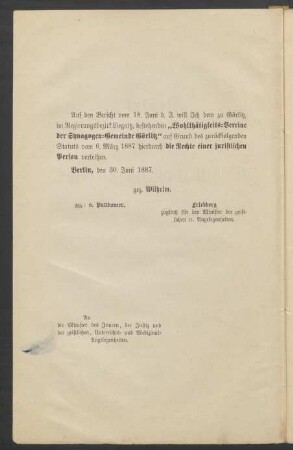 Auf den Bericht vom 18. Juni d. J. will Ich dem zu Görlitz,
im Regierungsbezirk Liegnitz, bestehenden „Wohlthätigkeits-Vereine
der Synagogen-Gemeinde Görlitz“ auf Grund des zurückfolgenden
Statuts vom 6. März 1887 hierdurch die Rechte einer juristischen
Person verleihen.
Berlin, den 30. Juni 1887.
gez. Wilhelm.
v. Puttkamer. Friedberg
zugleich für den Minister der geist-
lichen ꝛc. Angelegenheiten.
An
die Minister des Innern, der Justiz und
der geistlichen, Unterrichts- und Medizinal-
Angelegenheiten.